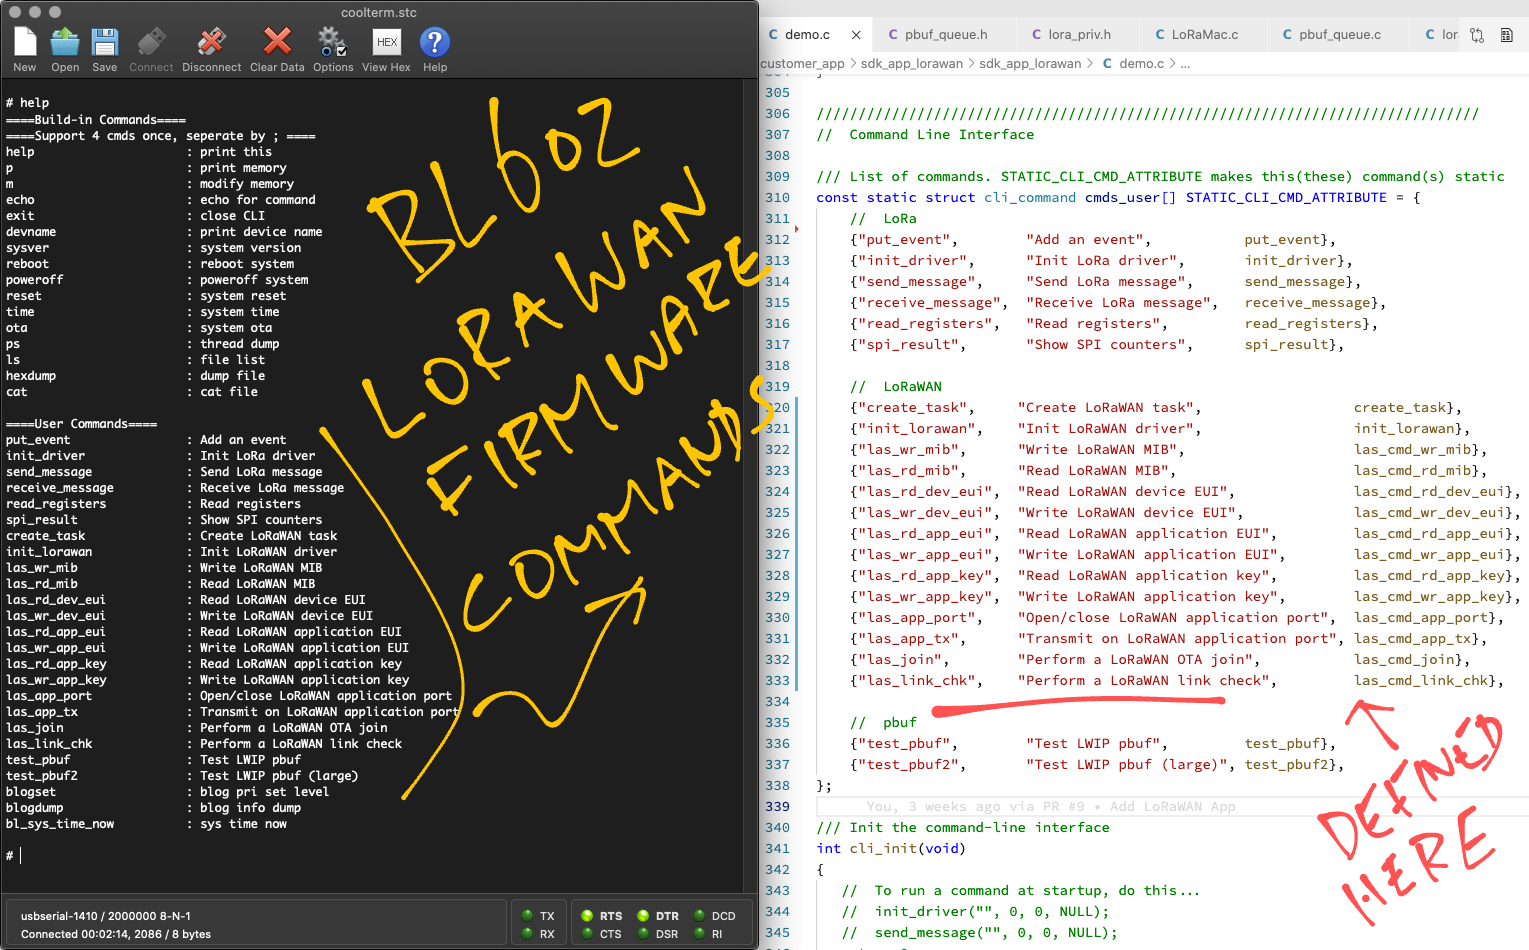 coolterm.stc
New Open Save Connect Disconnect Clear Data Options View Hex Help
HEX
?
# help
====Build-in Commands====
====Support 4 cmds once, seperate by ; ====
help : print this
p : print memory
m : modify memory
echo : echo for command
exit : close CLI
devname : print device name
sysver : system version
reboot : reboot system
poweroff : poweroff system
reset : system reset
time : system time
ota : system ota
ps : thread dump
ls : file list
hexdump : dump file
cat : cat file
====User Commands====
put_event : Add an event
init_driver : Init LoRa driver
send_message : Send LoRa message
receive_message : Receive LoRa message
read_registers : Read registers
spi_result : Show SPI counters
create_task : Create LoRaWAN task
init_lorawan : Init LoRaWAN driver
las_wr_mib : Write LoRaWAN MIB
las_rd_mib : Read LoRaWAN MIB
las_rd_dev_eui : Read LoRaWAN device EUI
las_wr_dev_eui : Write LoRaWAN device EUI
las_rd_app_eui : Read LoRaWAN application EUI
las_wr_app_eui : Write LoRaWAN application EUI
las_rd_app_key : Read LoRaWAN application key
las_wr_app_key : Write LoRaWAN application key
las_app_port : Open/close LoRaWAN application port
las_app_tx : Transmit on LoRaWAN application port
las_join : Perform a LoRaWAN OTA join
las_link_chk : Perform a LoRaWAN link check
test_pbuf : Test LWIP pbuf
test_pbuf2 : Test LWIP pbuf (large)
blogset : blog pri set level
blogdump : blog info dump
bl_sys_time_now : sys time now
#
BL602
LORAWAN
FIRMWARE
COMMANDS
usbserial-1410 / 2000000 8-N-1
Connected 00:02:14, 2086 / 8 bytes
TX RTS DTR DCD
RX CTS DSR RI
C demo.c C pbuf_queue.h C lora_priv.h C LoRaMac.c C pbuf_queue.c C lor
customer_app > sdk_app_lorawan > sdk_app_lorawan > C demo.c > ...
305
306 ///////////////////////////////////////////////////////////////////////////////
307 // Command Line Interface
308
309 /// List of commands. STATIC_CLI_CMD_ATTRIBUTE makes this(these) command(s) static
310 const static struct cli_command cmds_user[] STATIC_CLI_CMD_ATTRIBUTE = {
311 // LoRa
312 {"put_event", "Add an event", put_event},
313 {"init_driver", "Init LoRa driver", init_driver},
314 {"send_message", "Send LoRa message", send_message},
315 {"receive_message", "Receive LoRa message", receive_message},
316 {"read_registers", "Read registers", read_registers},
317 {"spi_result", "Show SPI counters", spi_result},
318
319 // LoRaWAN
320 {"create_task", "Create LoRaWAN task", create_task},
321 {"init_lorawan", "Init LoRaWAN driver", init_lorawan},
322 {"las_wr_mib", "Write LoRaWAN MIB", las_cmd_wr_mib},
323 {"las_rd_mib", "Read LoRaWAN MIB", las_cmd_rd_mib},
324 {"las_rd_dev_eui", "Read LoRaWAN device EUI", las_cmd_rd_dev_eui},
325 {"las_wr_dev_eui", "Write LoRaWAN device EUI", las_cmd_wr_dev_eui},
326 {"las_rd_app_eui", "Read LoRaWAN application EUI", las_cmd_rd_app_eui},
327 {"las_wr_app_eui", "Write LoRaWAN application EUI", las_cmd_wr_app_eui},
328 {"las_rd_app_key", "Read LoRaWAN application key", las_cmd_rd_app_key},
329 {"las_wr_app_key", "Write LoRaWAN application key", las_cmd_wr_app_key},
330 {"las_app_port", "Open/close LoRaWAN application port", las_cmd_app_port},
331 {"las_app_tx", "Transmit on LoRaWAN application port", las_cmd_app_tx},
332 {"las_join", "Perform a LoRaWAN OTA join", las_cmd_join},
333 {"las_link_chk", "Perform a LoRaWAN link check", las_cmd_link_chk},
334
335 // pbuf
336 {"test_pbuf", "Test LWIP pbuf", test_pbuf},
337 {"test_pbuf2", "Test LWIP pbuf (large)", test_pbuf2},
338 };
339 You, 3 weeks ago via PR #9 • Add LoRaWAN App
340 /// Init the command-line interface
341 int cli_init(void)
342 {
343 // To run a command at startup, do this...
344 // init_driver("", 0, 0, NULL);
345 // send_message("", 0, 0, NULL);
DEFINED
HERE